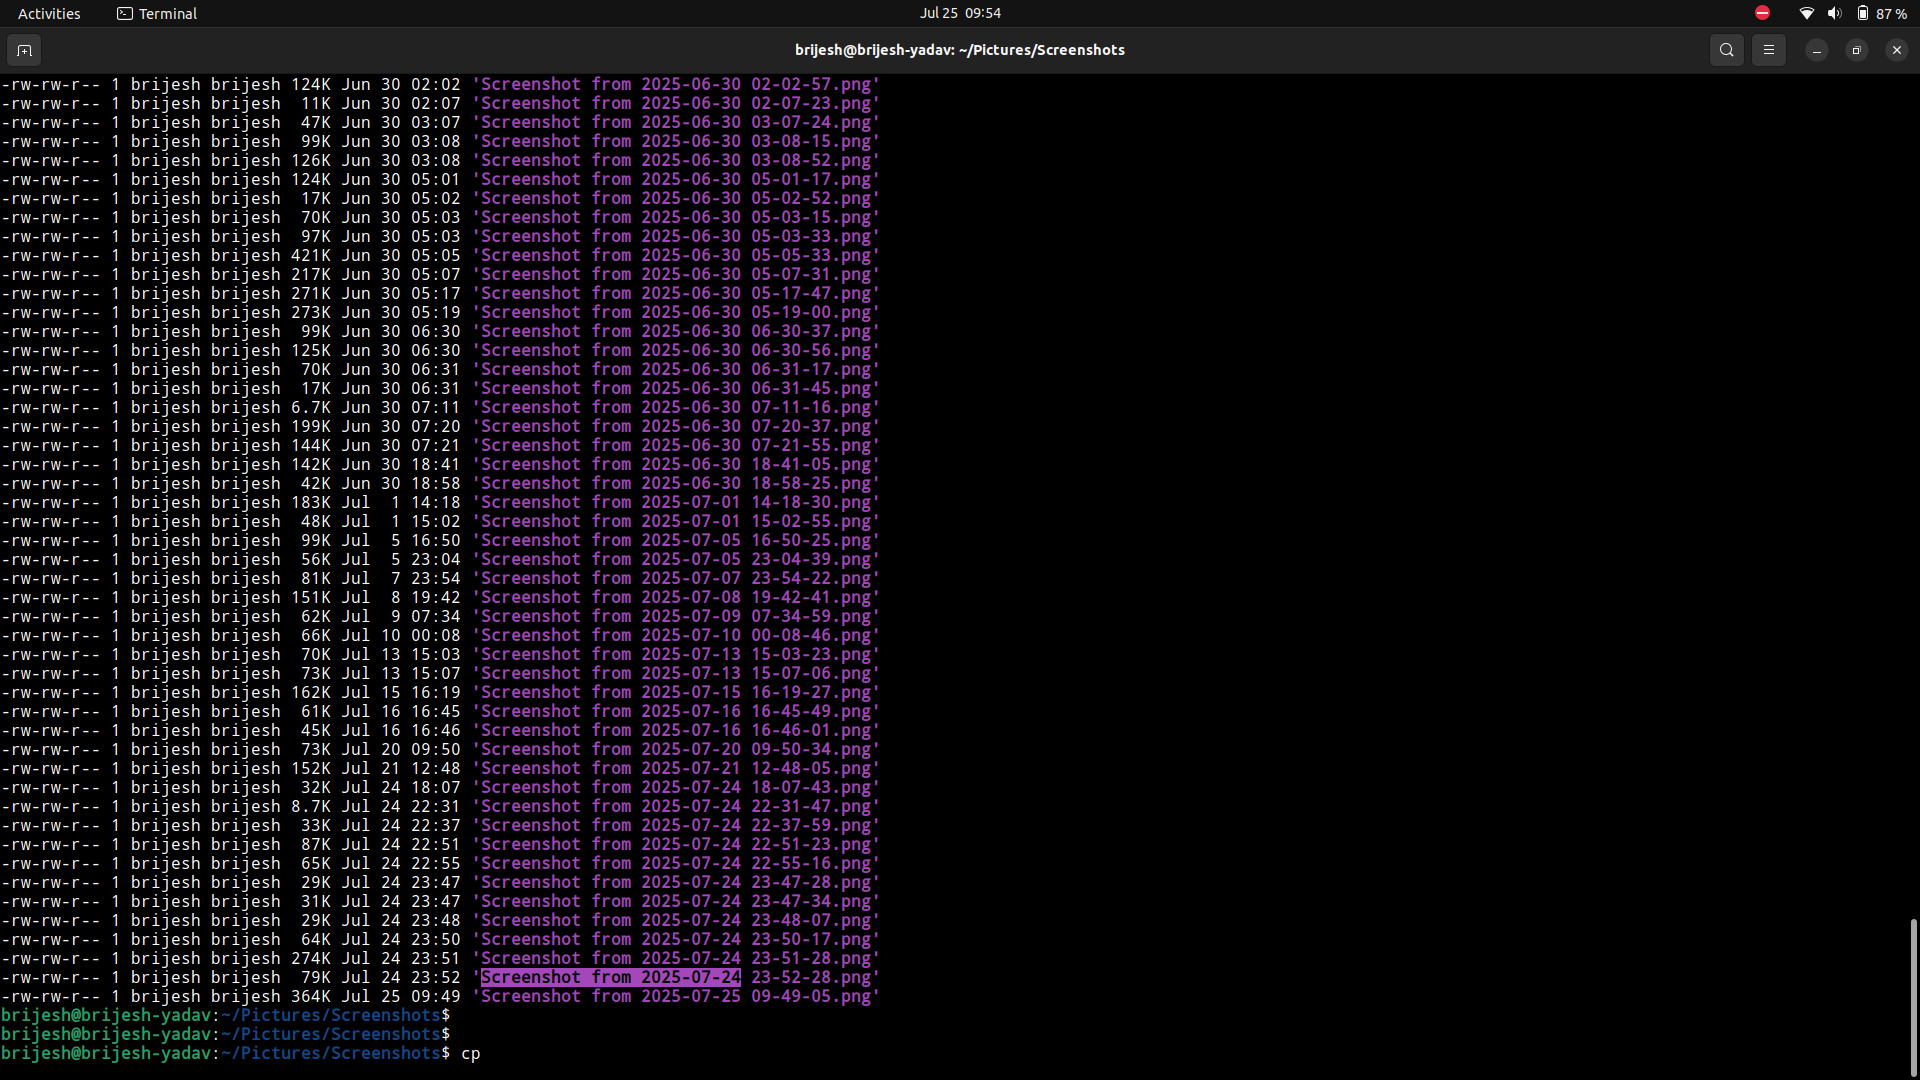 Activities
Terminal
Jul 25 09:54
87 %
brijesh@brijesh-yadav: ~/Pictures/Screenshots
-rw-rw-r-- 1 brijesh brijesh 124K Jun 30 02:02 'Screenshot from 2025-06-30 02-02-57.png'
-rw-rw-r-- 1 brijesh brijesh  11K Jun 30 02:07 'Screenshot from 2025-06-30 02-07-23.png'
-rw-rw-r-- 1 brijesh brijesh  47K Jun 30 03:07 'Screenshot from 2025-06-30 03-07-24.png'
-rw-rw-r-- 1 brijesh brijesh  99K Jun 30 03:08 'Screenshot from 2025-06-30 03-08-15.png'
-rw-rw-r-- 1 brijesh brijesh 126K Jun 30 03:08 'Screenshot from 2025-06-30 03-08-52.png'
-rw-rw-r-- 1 brijesh brijesh 124K Jun 30 05:01 'Screenshot from 2025-06-30 05-01-17.png'
-rw-rw-r-- 1 brijesh brijesh  17K Jun 30 05:02 'Screenshot from 2025-06-30 05-02-52.png'
-rw-rw-r-- 1 brijesh brijesh  70K Jun 30 05:03 'Screenshot from 2025-06-30 05-03-15.png'
-rw-rw-r-- 1 brijesh brijesh  97K Jun 30 05:03 'Screenshot from 2025-06-30 05-03-33.png'
-rw-rw-r-- 1 brijesh brijesh 421K Jun 30 05:05 'Screenshot from 2025-06-30 05-05-33.png'
-rw-rw-r-- 1 brijesh brijesh 217K Jun 30 05:07 'Screenshot from 2025-06-30 05-07-31.png'
-rw-rw-r-- 1 brijesh brijesh 271K Jun 30 05:17 'Screenshot from 2025-06-30 05-17-47.png'
-rw-rw-r-- 1 brijesh brijesh 273K Jun 30 05:19 'Screenshot from 2025-06-30 05-19-00.png'
-rw-rw-r-- 1 brijesh brijesh  99K Jun 30 06:30 'Screenshot from 2025-06-30 06-30-37.png'
-rw-rw-r-- 1 brijesh brijesh 125K Jun 30 06:30 'Screenshot from 2025-06-30 06-30-56.png'
-rw-rw-r-- 1 brijesh brijesh  70K Jun 30 06:31 'Screenshot from 2025-06-30 06-31-17.png'
-rw-rw-r-- 1 brijesh brijesh  17K Jun 30 06:31 'Screenshot from 2025-06-30 06-31-45.png'
-rw-rw-r-- 1 brijesh brijesh 6.7K Jun 30 07:11 'Screenshot from 2025-06-30 07-11-16.png'
-rw-rw-r-- 1 brijesh brijesh 199K Jun 30 07:20 'Screenshot from 2025-06-30 07-20-37.png'
-rw-rw-r-- 1 brijesh brijesh 144K Jun 30 07:21 'Screenshot from 2025-06-30 07-21-55.png'
-rw-rw-r-- 1 brijesh brijesh 142K Jun 30 18:41 'Screenshot from 2025-06-30 18-41-05.png'
-rw-rw-r-- 1 brijesh brijesh  42K Jun 30 18:58 'Screenshot from 2025-06-30 18-58-25.png'
-rw-rw-r-- 1 brijesh brijesh 183K Jul  1 14:18 'Screenshot from 2025-07-01 14-18-30.png'
-rw-rw-r-- 1 brijesh brijesh  48K Jul  1 15:02 'Screenshot from 2025-07-01 15-02-55.png'
-rw-rw-r-- 1 brijesh brijesh  99K Jul  5 16:50 'Screenshot from 2025-07-05 16-50-25.png'
-rw-rw-r-- 1 brijesh brijesh  56K Jul  5 23:04 'Screenshot from 2025-07-05 23-04-39.png'
-rw-rw-r-- 1 brijesh brijesh  81K Jul  7 23:54 'Screenshot from 2025-07-07 23-54-22.png'
-rw-rw-r-- 1 brijesh brijesh 151K Jul  8 19:42 'Screenshot from 2025-07-08 19-42-41.png'
-rw-rw-r-- 1 brijesh brijesh  62K Jul  9 07:34 'Screenshot from 2025-07-09 07-34-59.png'
-rw-rw-r-- 1 brijesh brijesh  66K Jul 10 00:08 'Screenshot from 2025-07-10 00-08-46.png'
-rw-rw-r-- 1 brijesh brijesh  70K Jul 13 15:03 'Screenshot from 2025-07-13 15-03-23.png'
-rw-rw-r-- 1 brijesh brijesh  73K Jul 13 15:07 'Screenshot from 2025-07-13 15-07-06.png'
-rw-rw-r-- 1 brijesh brijesh 162K Jul 15 16:19 'Screenshot from 2025-07-15 16-19-27.png'
-rw-rw-r-- 1 brijesh brijesh  61K Jul 16 16:45 'Screenshot from 2025-07-16 16-45-49.png'
-rw-rw-r-- 1 brijesh brijesh  45K Jul 16 16:46 'Screenshot from 2025-07-16 16-46-01.png'
-rw-rw-r-- 1 brijesh brijesh  73K Jul 20 09:50 'Screenshot from 2025-07-20 09-50-34.png'
-rw-rw-r-- 1 brijesh brijesh 152K Jul 21 12:48 'Screenshot from 2025-07-21 12-48-05.png'
-rw-rw-r-- 1 brijesh brijesh  32K Jul 24 18:07 'Screenshot from 2025-07-24 18-07-43.png'
-rw-rw-r-- 1 brijesh brijesh 8.7K Jul 24 22:31 'Screenshot from 2025-07-24 22-31-47.png'
-rw-rw-r-- 1 brijesh brijesh  33K Jul 24 22:37 'Screenshot from 2025-07-24 22-37-59.png'
-rw-rw-r-- 1 brijesh brijesh  87K Jul 24 22:51 'Screenshot from 2025-07-24 22-51-23.png'
-rw-rw-r-- 1 brijesh brijesh  65K Jul 24 22:55 'Screenshot from 2025-07-24 22-55-16.png'
-rw-rw-r-- 1 brijesh brijesh  29K Jul 24 23:47 'Screenshot from 2025-07-24 23-47-28.png'
-rw-rw-r-- 1 brijesh brijesh  31K Jul 24 23:47 'Screenshot from 2025-07-24 23-47-34.png'
-rw-rw-r-- 1 brijesh brijesh  29K Jul 24 23:48 'Screenshot from 2025-07-24 23-48-07.png'
-rw-rw-r-- 1 brijesh brijesh  64K Jul 24 23:50 'Screenshot from 2025-07-24 23-50-17.png'
-rw-rw-r-- 1 brijesh brijesh 274K Jul 24 23:51 'Screenshot from 2025-07-24 23-51-28.png'
-rw-rw-r-- 1 brijesh brijesh  79K Jul 24 23:52 'Screenshot from 2025-07-24 23-52-28.png'
-rw-rw-r-- 1 brijesh brijesh 364K Jul 25 09:49 'Screenshot from 2025-07-25 09-49-05.png'
brijesh@brijesh-yadav:~/Pictures/Screenshots$
brijesh@brijesh-yadav:~/Pictures/Screenshots$
brijesh@brijesh-yadav:~/Pictures/Screenshots$ cp